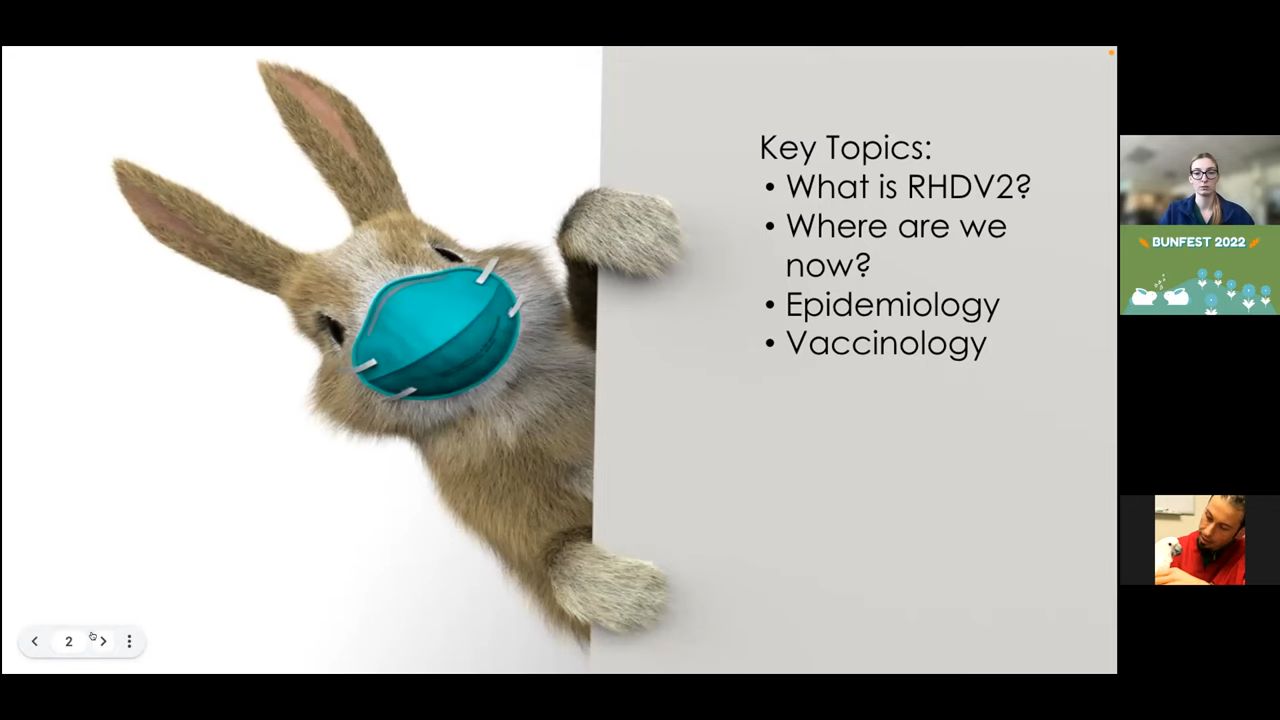 Key Topics:
• What is RHDV2?
• Where are we
now?
• Epidemiology
• Vaccinology
BUNFEST 2022
2